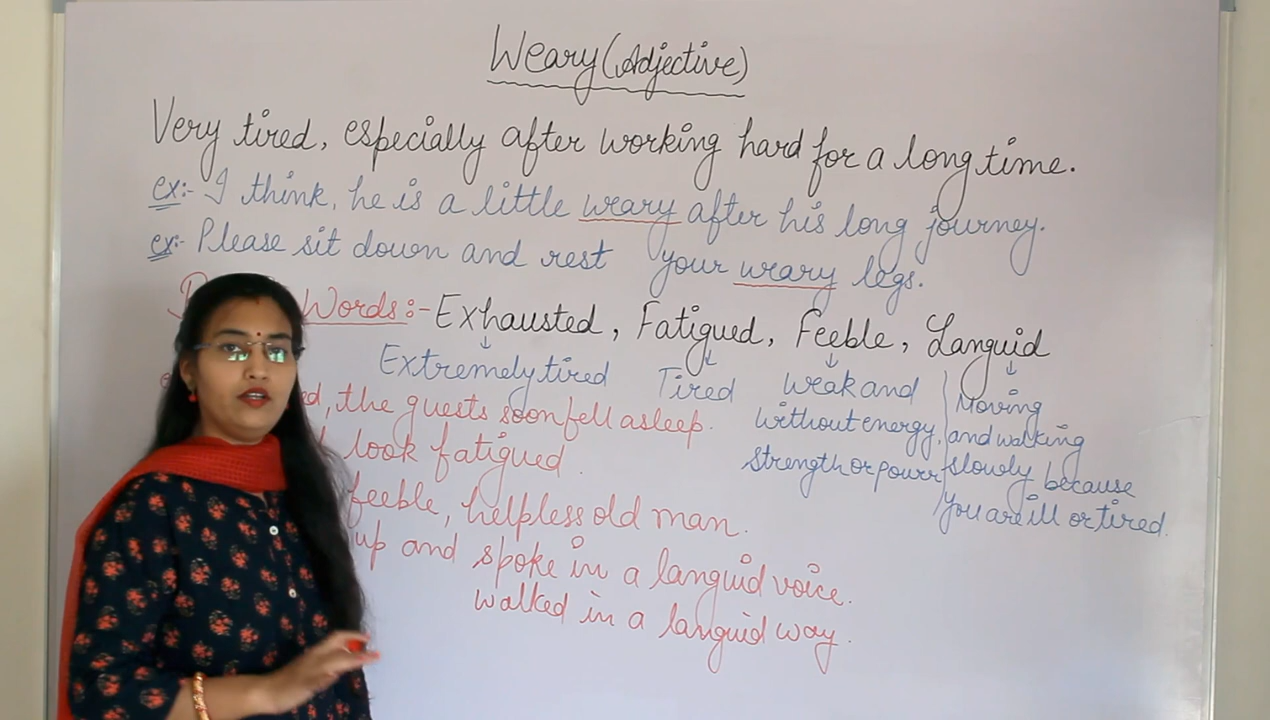 Weary (Adjective)
Very tired, especially after working hard for a long time.
ex:- I think, he is a little weary after his long journey.
ex:- Please sit down and rest your weary legs.
Words:- Exhausted, Fatigued, Feeble, Languid
Extremely tired
Tired
Weak and
without energy,
strength or power
Moving
and walking
slowly because
you are ill or tired.
the guests soon fell asleep.
look fatigued.
feeble, helpless old man.
up and spoke in a languid voice.
walked in a languid way.